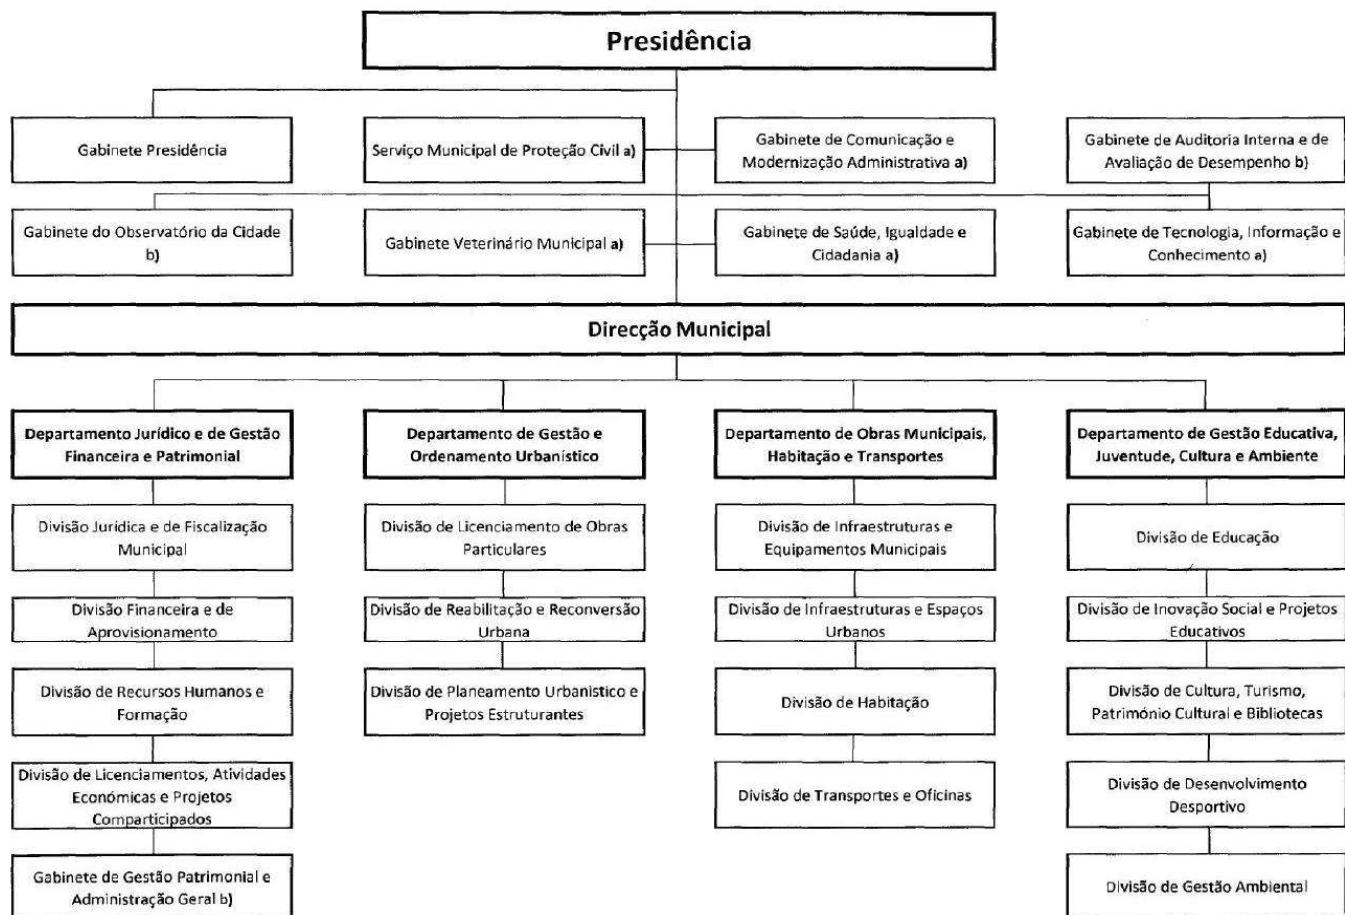 Presidência
Gabinete Presidência
Serviço Municipal de Proteção Civil a)
Gabinete de Comunicação e
Modernização Administrativa a)
Gabinete de Auditoria Interna e de
Avaliação de Desempenho b)
Gabinete do Observatório da Cidade
b)
Gabinete Veterinário Municipal a)
Gabinete de Saúde, Igualdade e
Cidadania a)
Gabinete de Tecnologia, Informação e
Conhecimento a)
Direcção Municipal
Departamento Jurídico e de Gestão
Financeira e Patrimonial
Departamento de Gestão e
Ordenamento Urbanístico
Departamento de Obras Municipais,
Habitação e Transportes
Departamento de Gestão Educativa,
Juventude, Cultura e Ambiente
Divisão Jurídica e de Fiscalização
Municipal
Divisão de Licenciamento de Obras
Particulares
Divisão de Infraestruturas e
Equipamentos Municipais
Divisão de Educação
Divisão Financeira e de
Aprovisionamento
Divisão de Reabilitação e Reconversão
Urbana
Divisão de Infraestruturas e Espaços
Urbanos
Divisão de Inovação Social e Projetos
Educativos
Divisão de Recursos Humanos e
Formação
Divisão de Planeamento Urbanístico e
Projetos Estruturantes
Divisão de Habitação
Divisão de Cultura, Turismo,
Património Cultural e Bibliotecas
Divisão de Licenciamentos, Atividades
Económicas e Projetos
Comparticipados
Divisão de Transportes e Oficinas
Divisão de Desenvolvimento
Desportivo
Gabinete de Gestão Patrimonial e
Administração Geral b)
Divisão de Gestão Ambiental